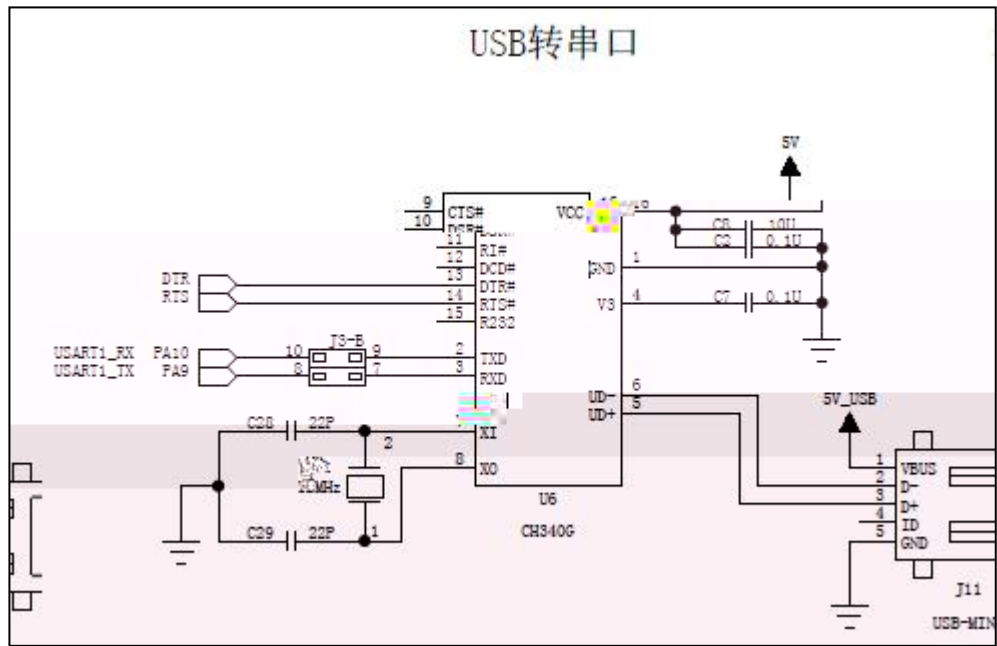 USB转串口
5V
9 CTS# VCC
10
11 RI#
12 DCD#
13 DTR#
14 RTS#
15 R232
DTR
RTS
C2 0.1U
1 GND
4 V3 C7 0.1U
J3-B
USART1_RX PA10 10 9 2 TXD
USART1_TX PA9 8 7 3 RXD
UD- 6
UD+ 5
5V_USB
C28 22P 2 XI
8 XO
C29 22P 1
U6
CH340G
1 VBUS
2 D-
3 D+
4 ID
5 GND
J11
USB-MIN